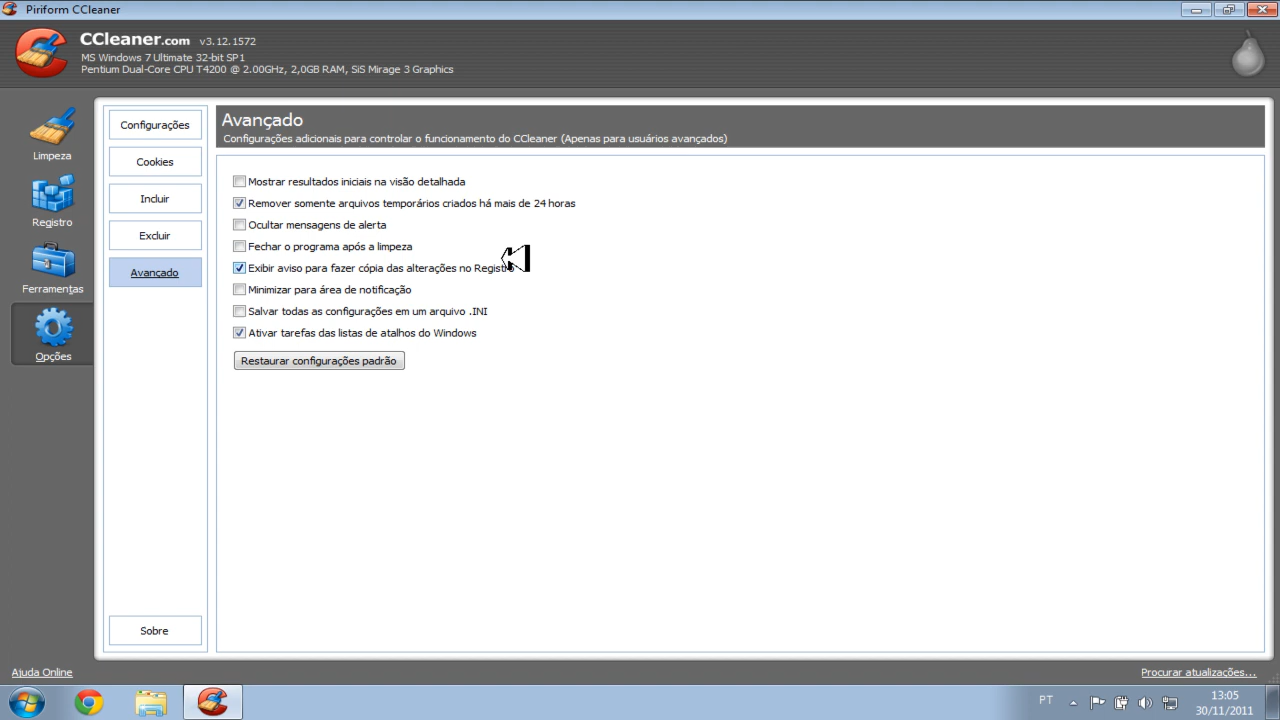 Piriform CCleaner
CCleaner.com v3.12.1572
MS Windows 7 Ultimate 32-bit SP1
Pentium Dual-Core CPU T4200 @ 2.00GHz, 2,0GB RAM, SiS Mirage 3 Graphics
Limpeza
Registro
Ferramentas
Opções
Configurações
Cookies
Incluir
Excluir
Avançado
Sobre
Avançado
Configurações adicionais para controlar o funcionamento do CCleaner (Apenas para usuários avançados)
Mostrar resultados iniciais na visão detalhada
Remover somente arquivos temporários criados há mais de 24 horas
Ocultar mensagens de alerta
Fechar o programa após a limpeza
Exibir aviso para fazer cópia das alterações no Registro
Minimizar para área de notificação
Salvar todas as configurações em um arquivo .INI
Ativar tarefas das listas de atalhos do Windows
Restaurar configurações padrão
Ajuda Online
Procurar atualizações...
PT
13:05
30/11/2011